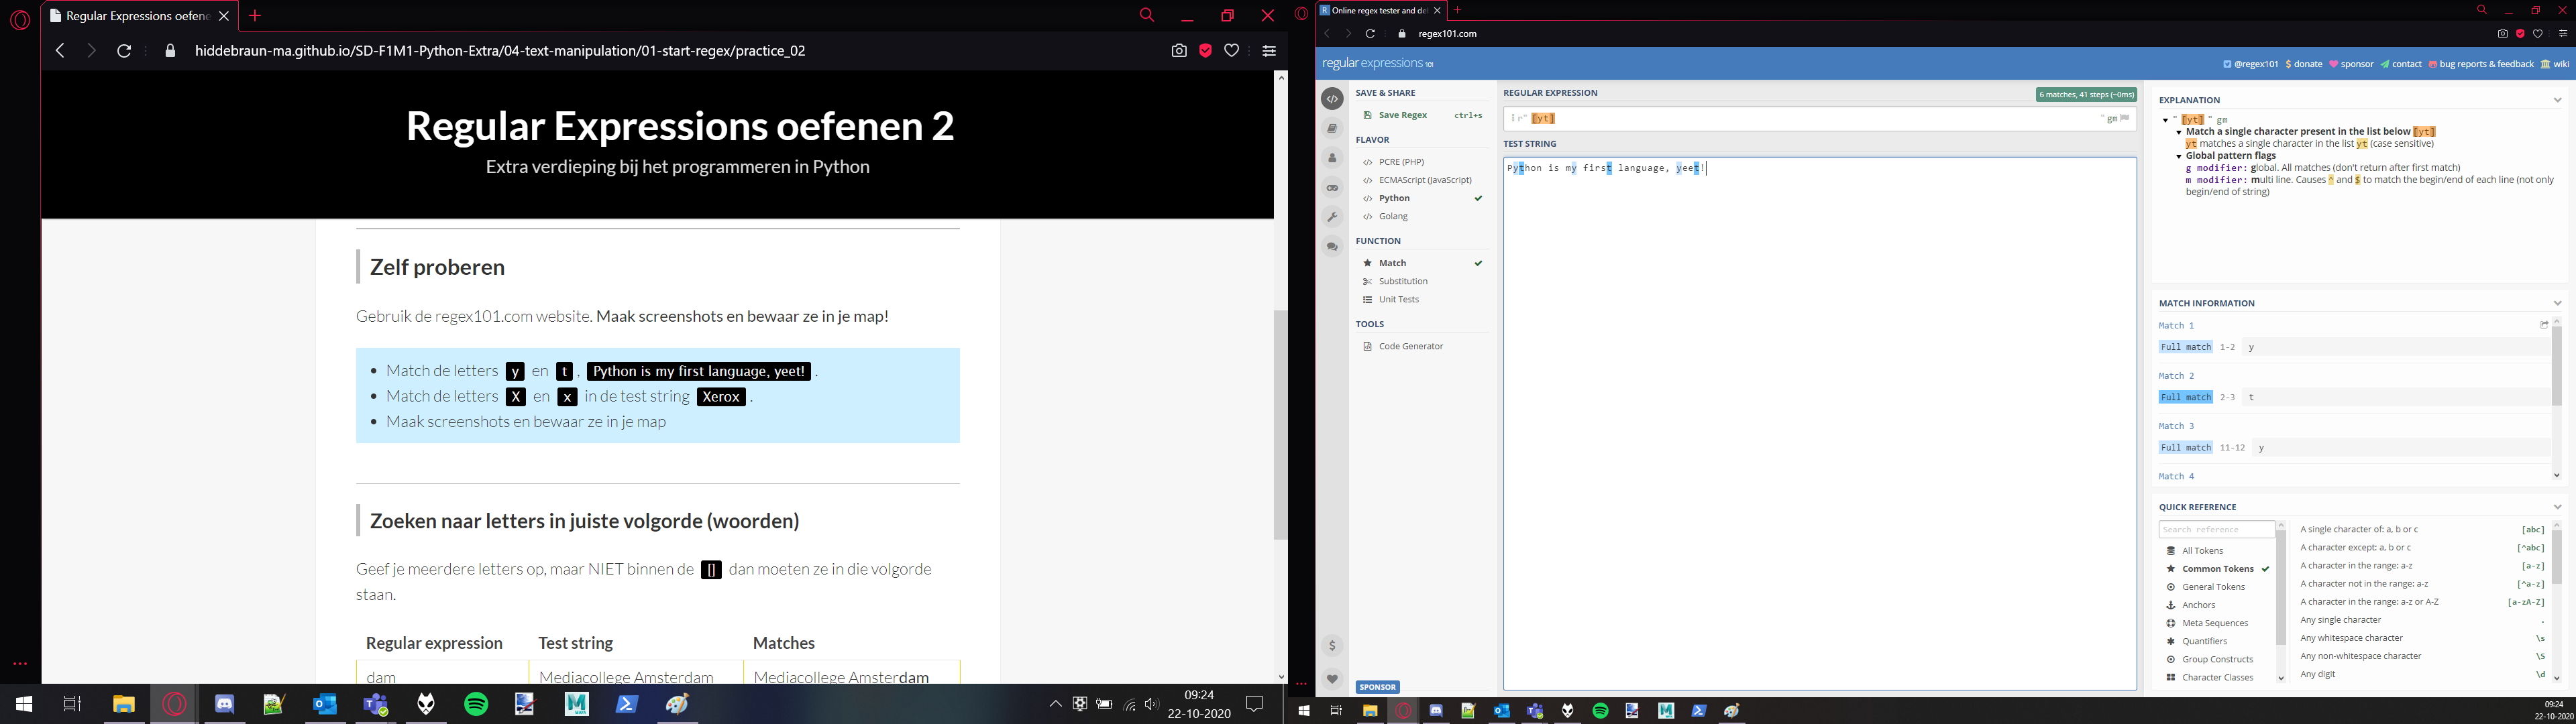 Regular Expressions oefene
hiddebraun-ma.github.io/SD-F1M1-Python-Extra/04-text-manipulation/01-start-regex/practice_02
Regular Expressions oefenen 2
Extra verdieping bij het programmeren in Python
Zelf proberen
Gebruik de regex101.com website. Maak screenshots en bewaar ze in je map!
Match de letters y en t , Python is my first language, yeet! .
Match de letters X en x in de test string Xerox .
Maak screenshots en bewaar ze in je map
Zoeken naar letters in juiste volgorde (woorden)
Geef je meerdere letters op, maar NIET binnen de [] dan moeten ze in die volgorde
staan.
Regular expression Test string Matches
dam Mediacollege Amsterdam Mediacollege Amsterdam
09:24
22-10-2020
Online regex tester and de
regex101.com
regular expressions 101
@regex101 $ donate sponsor contact bug reports & feedback wiki
SAVE & SHARE
Save Regex ctrl+s
FLAVOR
PCRE (PHP)
ECMAScript (JavaScript)
Python
Golang
FUNCTION
Match
Substitution
Unit Tests
TOOLS
Code Generator
SPONSOR
REGULAR EXPRESSION
6 matches, 41 steps (~0ms)
r" [yt] " gm
TEST STRING
Python is my first language, yeet!
EXPLANATION
" [yt] " gm
Match a single character present in the list below [yt]
yt matches a single character in the list yt (case sensitive)
Global pattern flags
g modifier: global. All matches (don't return after first match)
m modifier: multi line. Causes ^ and $ to match the begin/end of each line (not only
begin/end of string)
MATCH INFORMATION
Match 1
Full match 1-2 y
Match 2
Full match 2-3 t
Match 3
Full match 11-12 y
Match 4
QUICK REFERENCE
Search reference
All Tokens
Common Tokens
General Tokens
Anchors
Meta Sequences
Quantifiers
Group Constructs
Character Classes
A single character of: a, b or c [abc]
A character except: a, b or c [^abc]
A character in the range: a-z [a-z]
A character not in the range: a-z [^a-z]
A character in the range: a-z or A-Z [a-zA-Z]
Any single character .
Any whitespace character \s
Any non-whitespace character \S
Any digit \d
09:24
22-10-2020